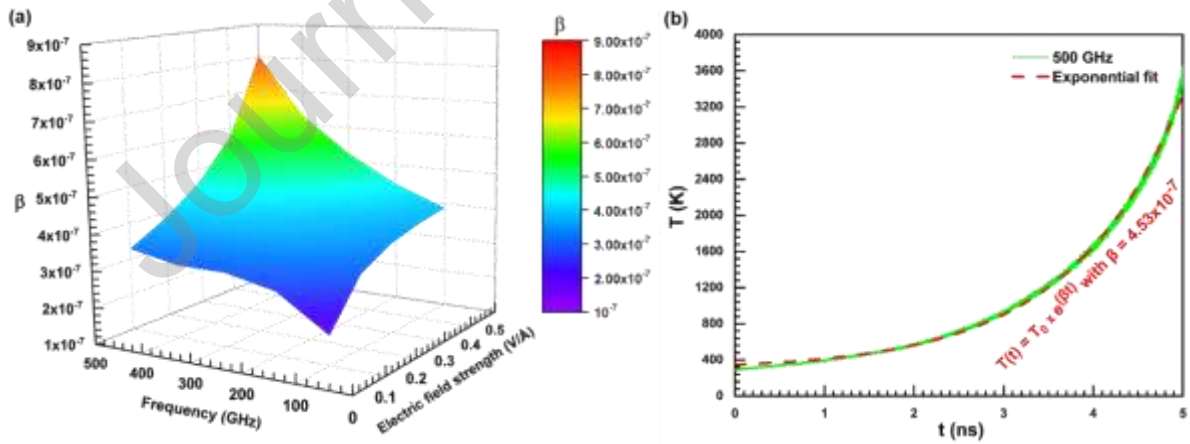 (a)
β
9x10⁻⁷
8x10⁻⁷
7x10⁻⁷
6x10⁻⁷
5x10⁻⁷
4x10⁻⁷
3x10⁻⁷
2x10⁻⁷
1x10⁻⁷
500
400
300
200
100
0
Frequency (GHz)
0.1
0.2
0.3
0.4
0.5
Electric field strength (V/Å)
β
9.00x10⁻⁷
8.00x10⁻⁷
7.00x10⁻⁷
6.00x10⁻⁷
5.00x10⁻⁷
4.00x10⁻⁷
3.00x10⁻⁷
2.00x10⁻⁷
10⁻⁷
Journ
(b)
T (K)
4000
3600
3200
2800
2400
2000
1600
1200
800
400
0
0 1 2 3 4 5
t (ns)
500 GHz
Exponential fit
T(t) = T₀ x e^(βt) with β = 4.53x10⁻⁷